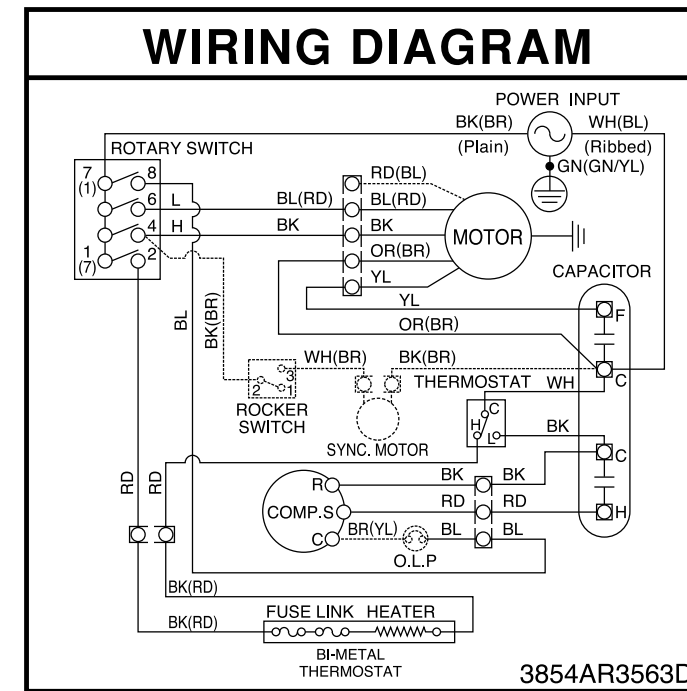 WIRING DIAGRAM
POWER INPUT
BK(BR) WH(BL)
(Plain) (Ribbed)
GN(GN/YL)
ROTARY SWITCH
7 8
(1)
6 L
4 H
1 2
(7)
BL(RD)
BK
RD(BL)
BL(RD)
BK
OR(BR)
YL
MOTOR
CAPACITOR
YL
OR(BR)
F
C
BL
BK(BR)
WH(BR)
BK(BR)
THERMOSTAT WH
3
2 1
ROCKER
SWITCH
SYNC. MOTOR
C
H
L
BK
C
H
RD
RD
R
COMP.S
C
BK BK
RD RD
BR(YL) BL BL
O.L.P
BK(RD)
BK(RD)
FUSE LINK HEATER
BI-METAL
THERMOSTAT
3854AR3563D